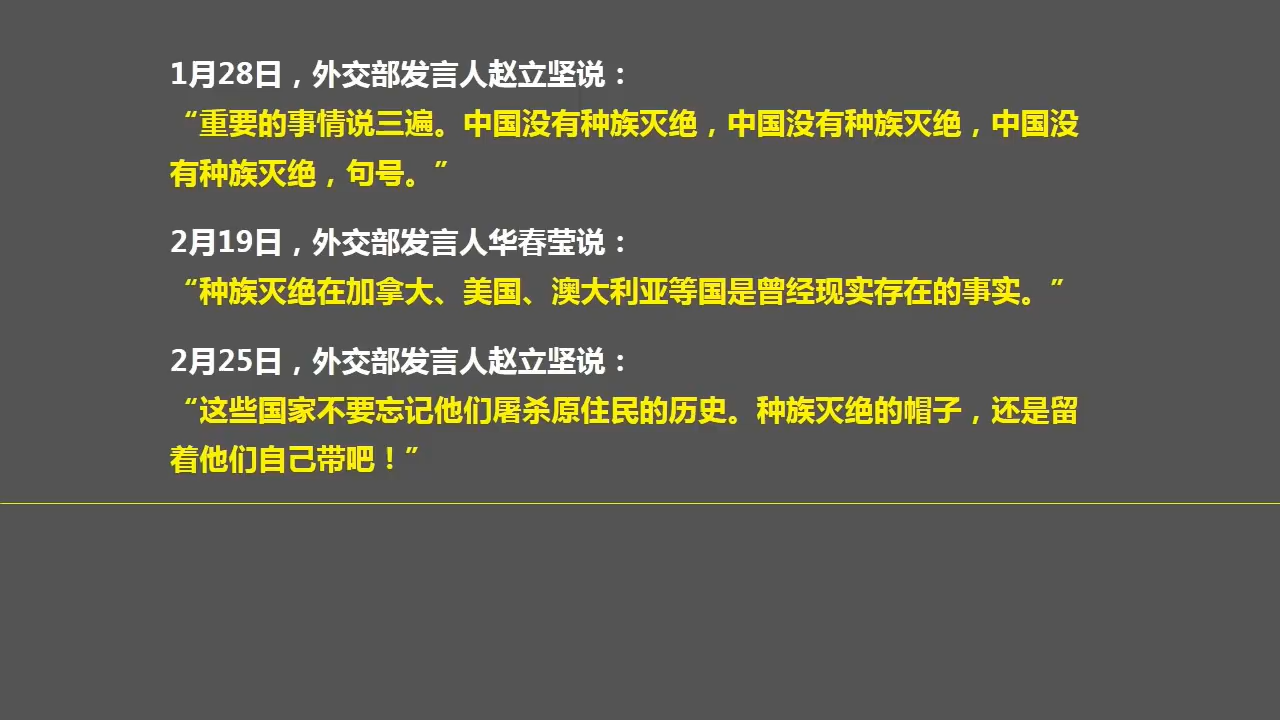 1月28日，外交部发言人赵立坚说：
“重要的事情说三遍。中国没有种族灭绝，中国没有种族灭绝，中国没
有种族灭绝，句号。”
2月19日，外交部发言人华春莹说：
“种族灭绝在加拿大、美国、澳大利亚等国是曾经现实存在的事实。”
2月25日，外交部发言人赵立坚说：
“这些国家不要忘记他们屠杀原住民的历史。种族灭绝的帽子，还是留
着他们自己带吧！”